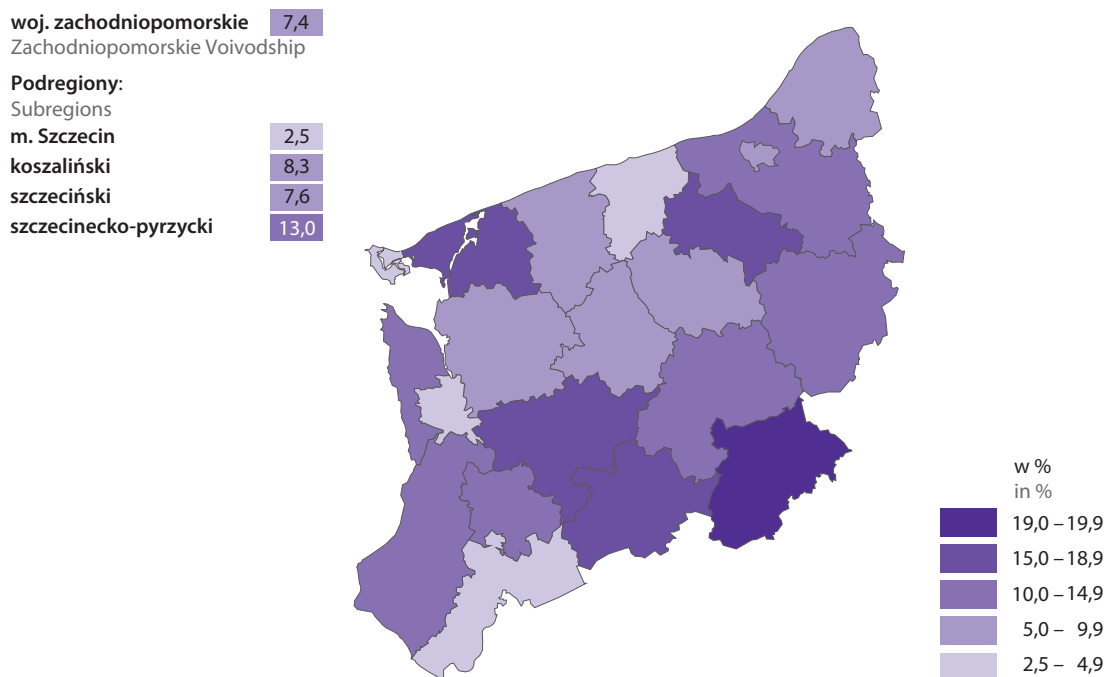 woj. zachodniopomorskie 7,4
Zachodniopomorskie Voivodship
Podregiony:
Subregions
m. Szczecin 2,5
koszaliński 8,3
szczeciński 7,6
szczecinecko-pyrzycki 13,0
w %
in %
19,0 – 19,9
15,0 – 18,9
10,0 – 14,9
5,0 – 9,9
2,5 – 4,9